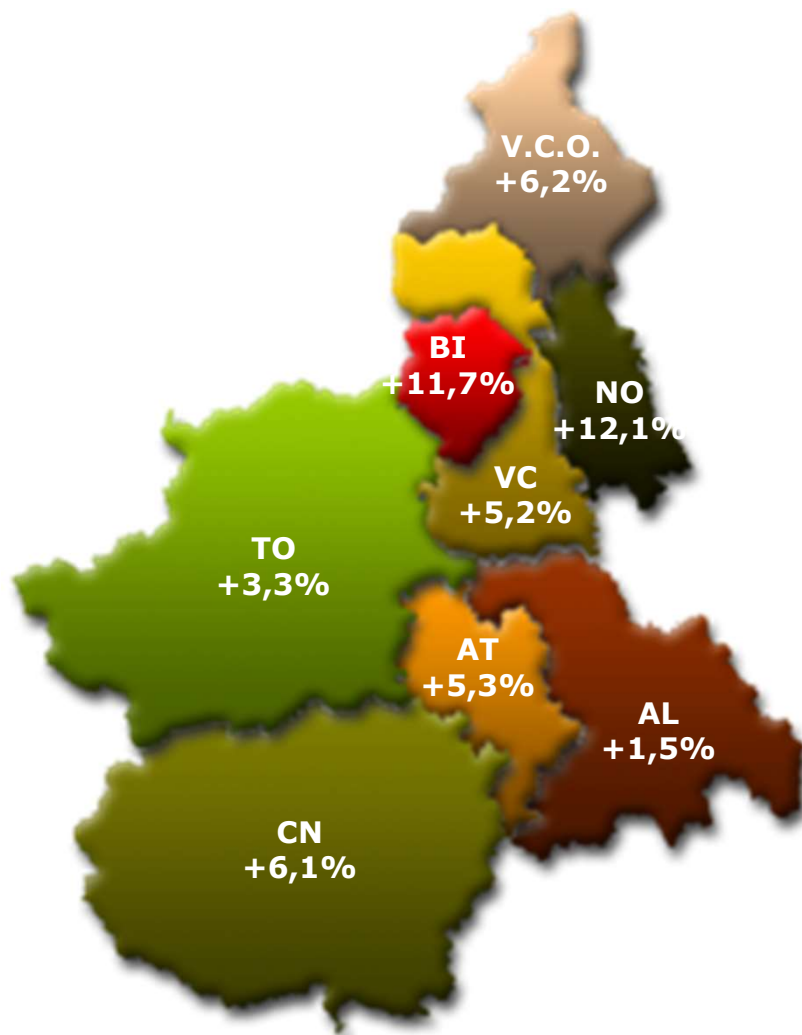 V.C.O.
+6,2%
BI
+11,7%
NO
+12,1%
VC
+5,2%
TO
+3,3%
AT
+5,3%
AL
+1,5%
CN
+6,1%